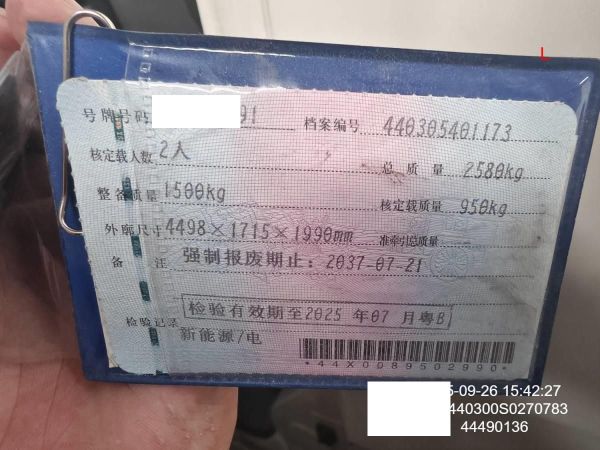 号牌号码 91 档案编号 440305401173
核定载人数 2人 总质量 2580kg
整备质量 1500kg 核定载质量 950kg
外廓尺寸 4498×1715×1990mm 准牵引总质量
备注 强制报废期止:2037-07-21
检验有效期至2025年07月粤B
检验记录
新能源/电
*44X0089502990*
5-09-26 15:42:27
440300S0270783
44490136
L